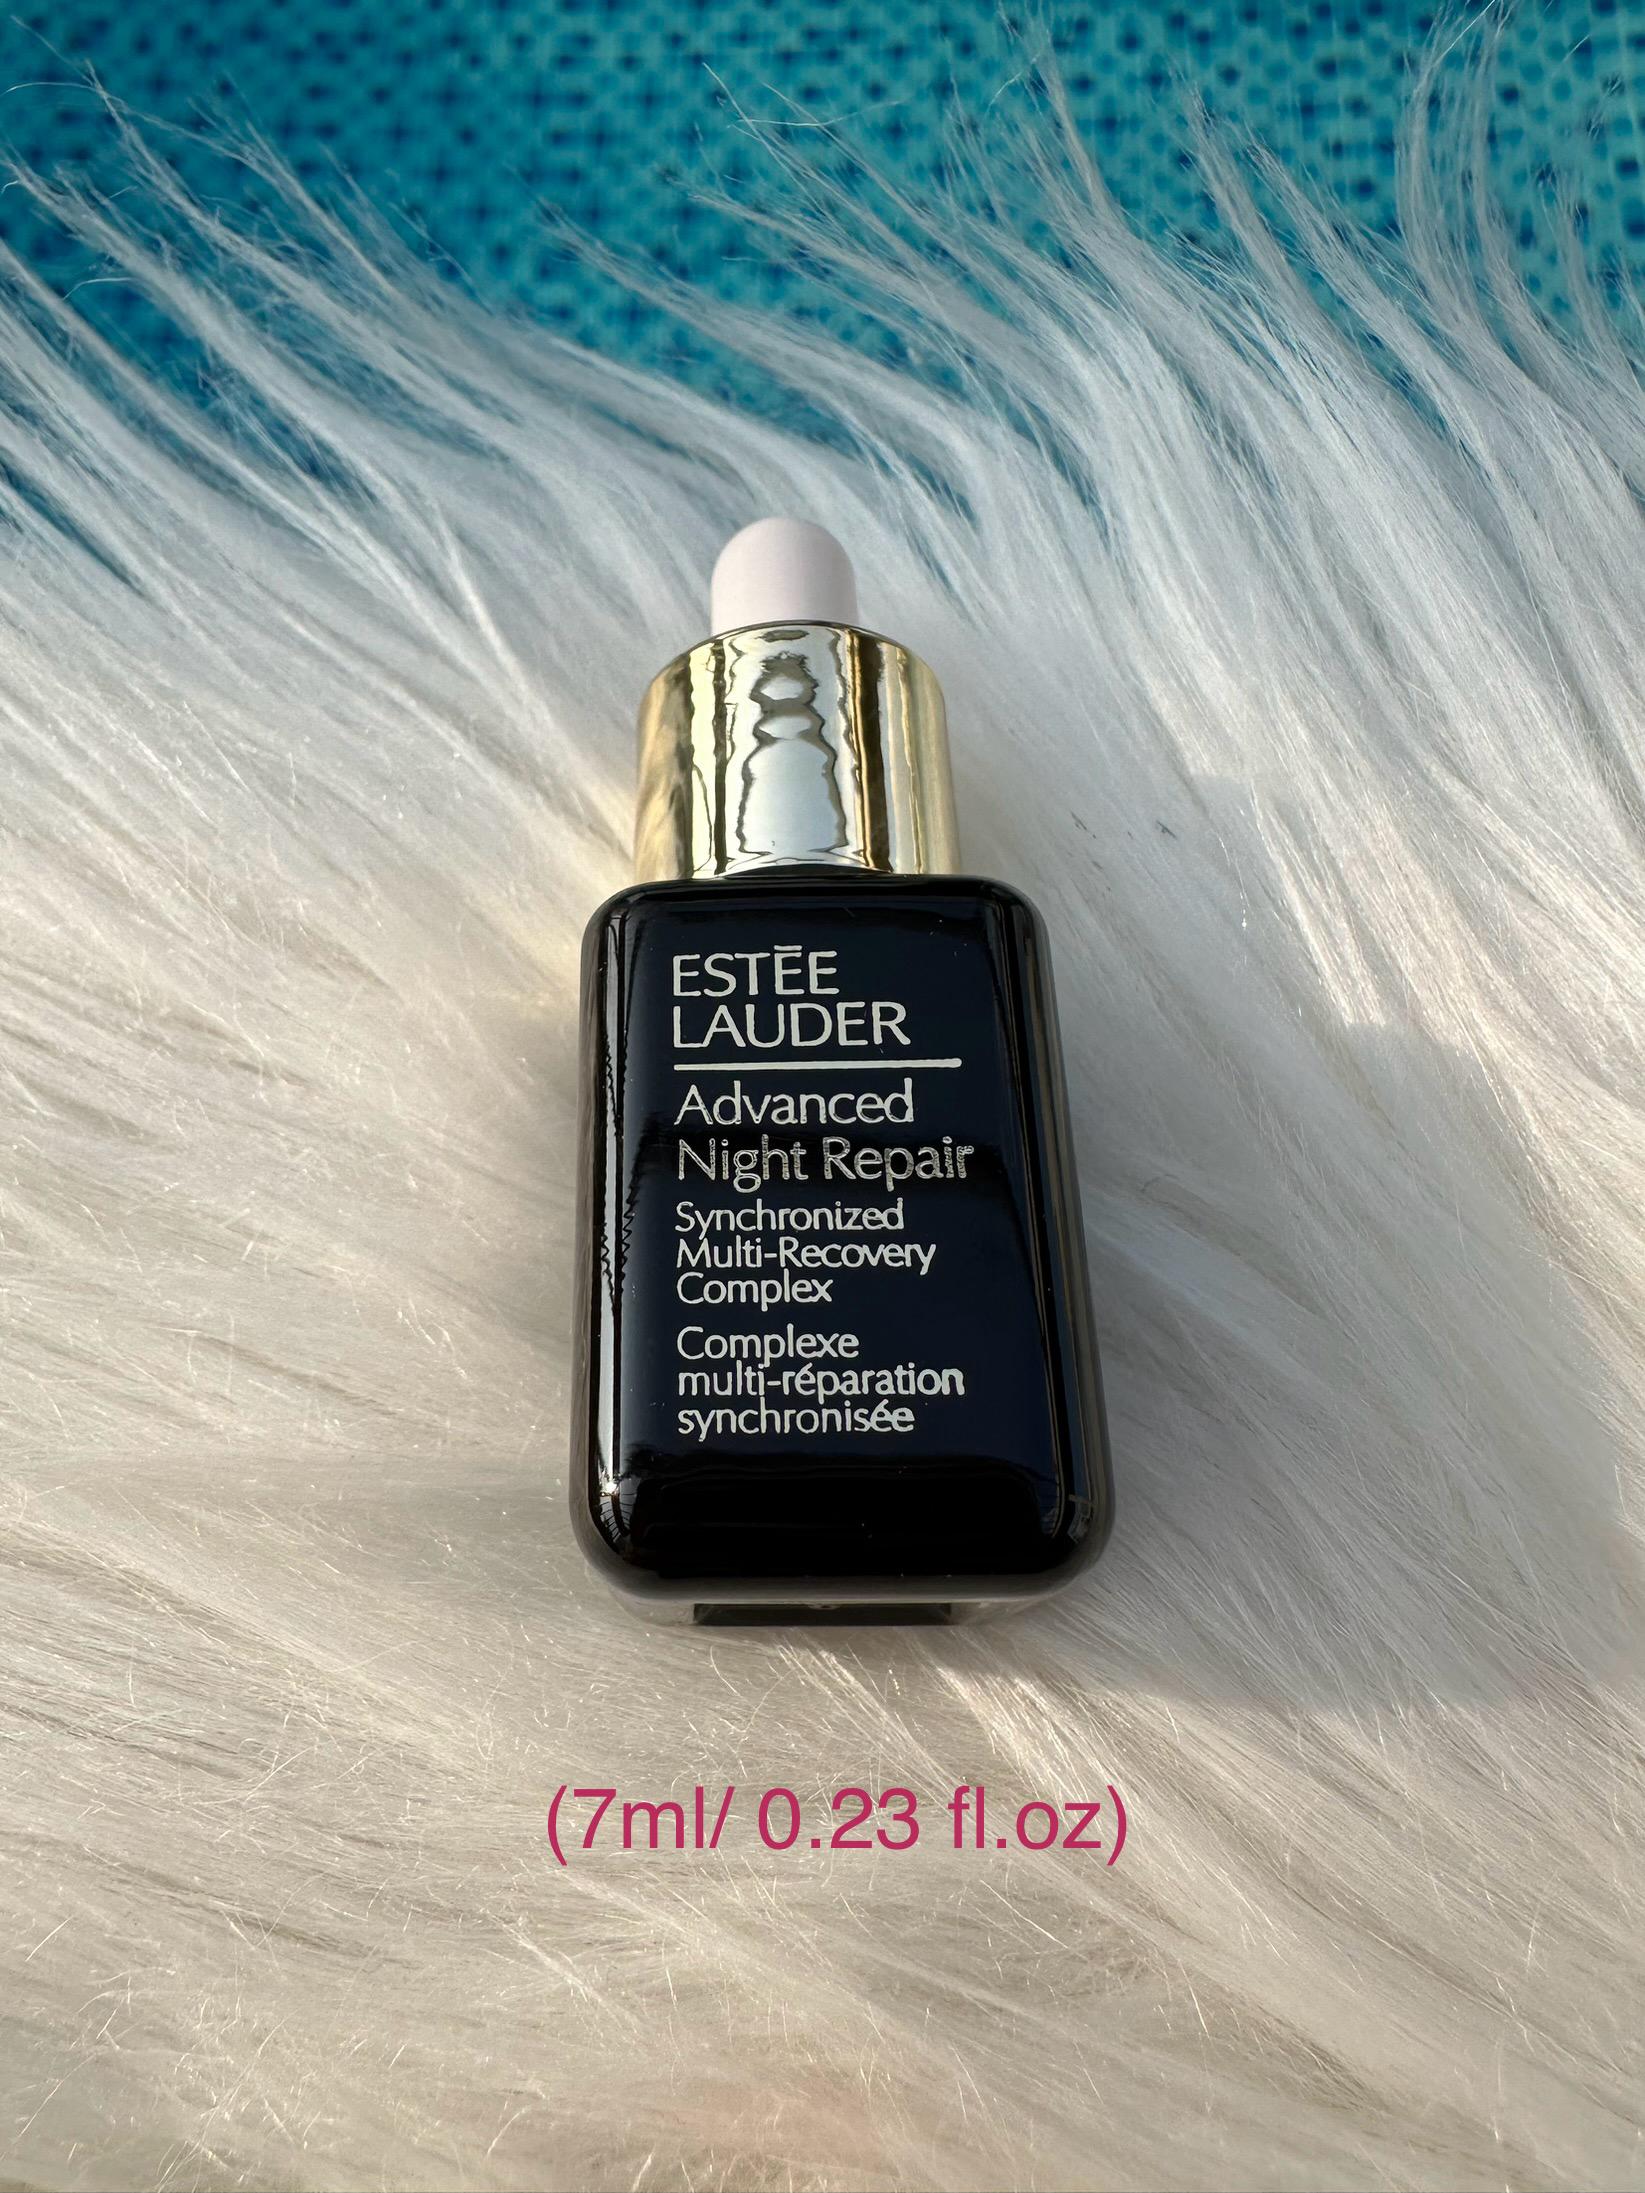 ESTĒE
LAUDER
Advanced
Night Repair
Synchronized
Multi-Recovery
Complex
Complexe
multi-réparation
synchronisée
(7ml/ 0.23 fl.oz)